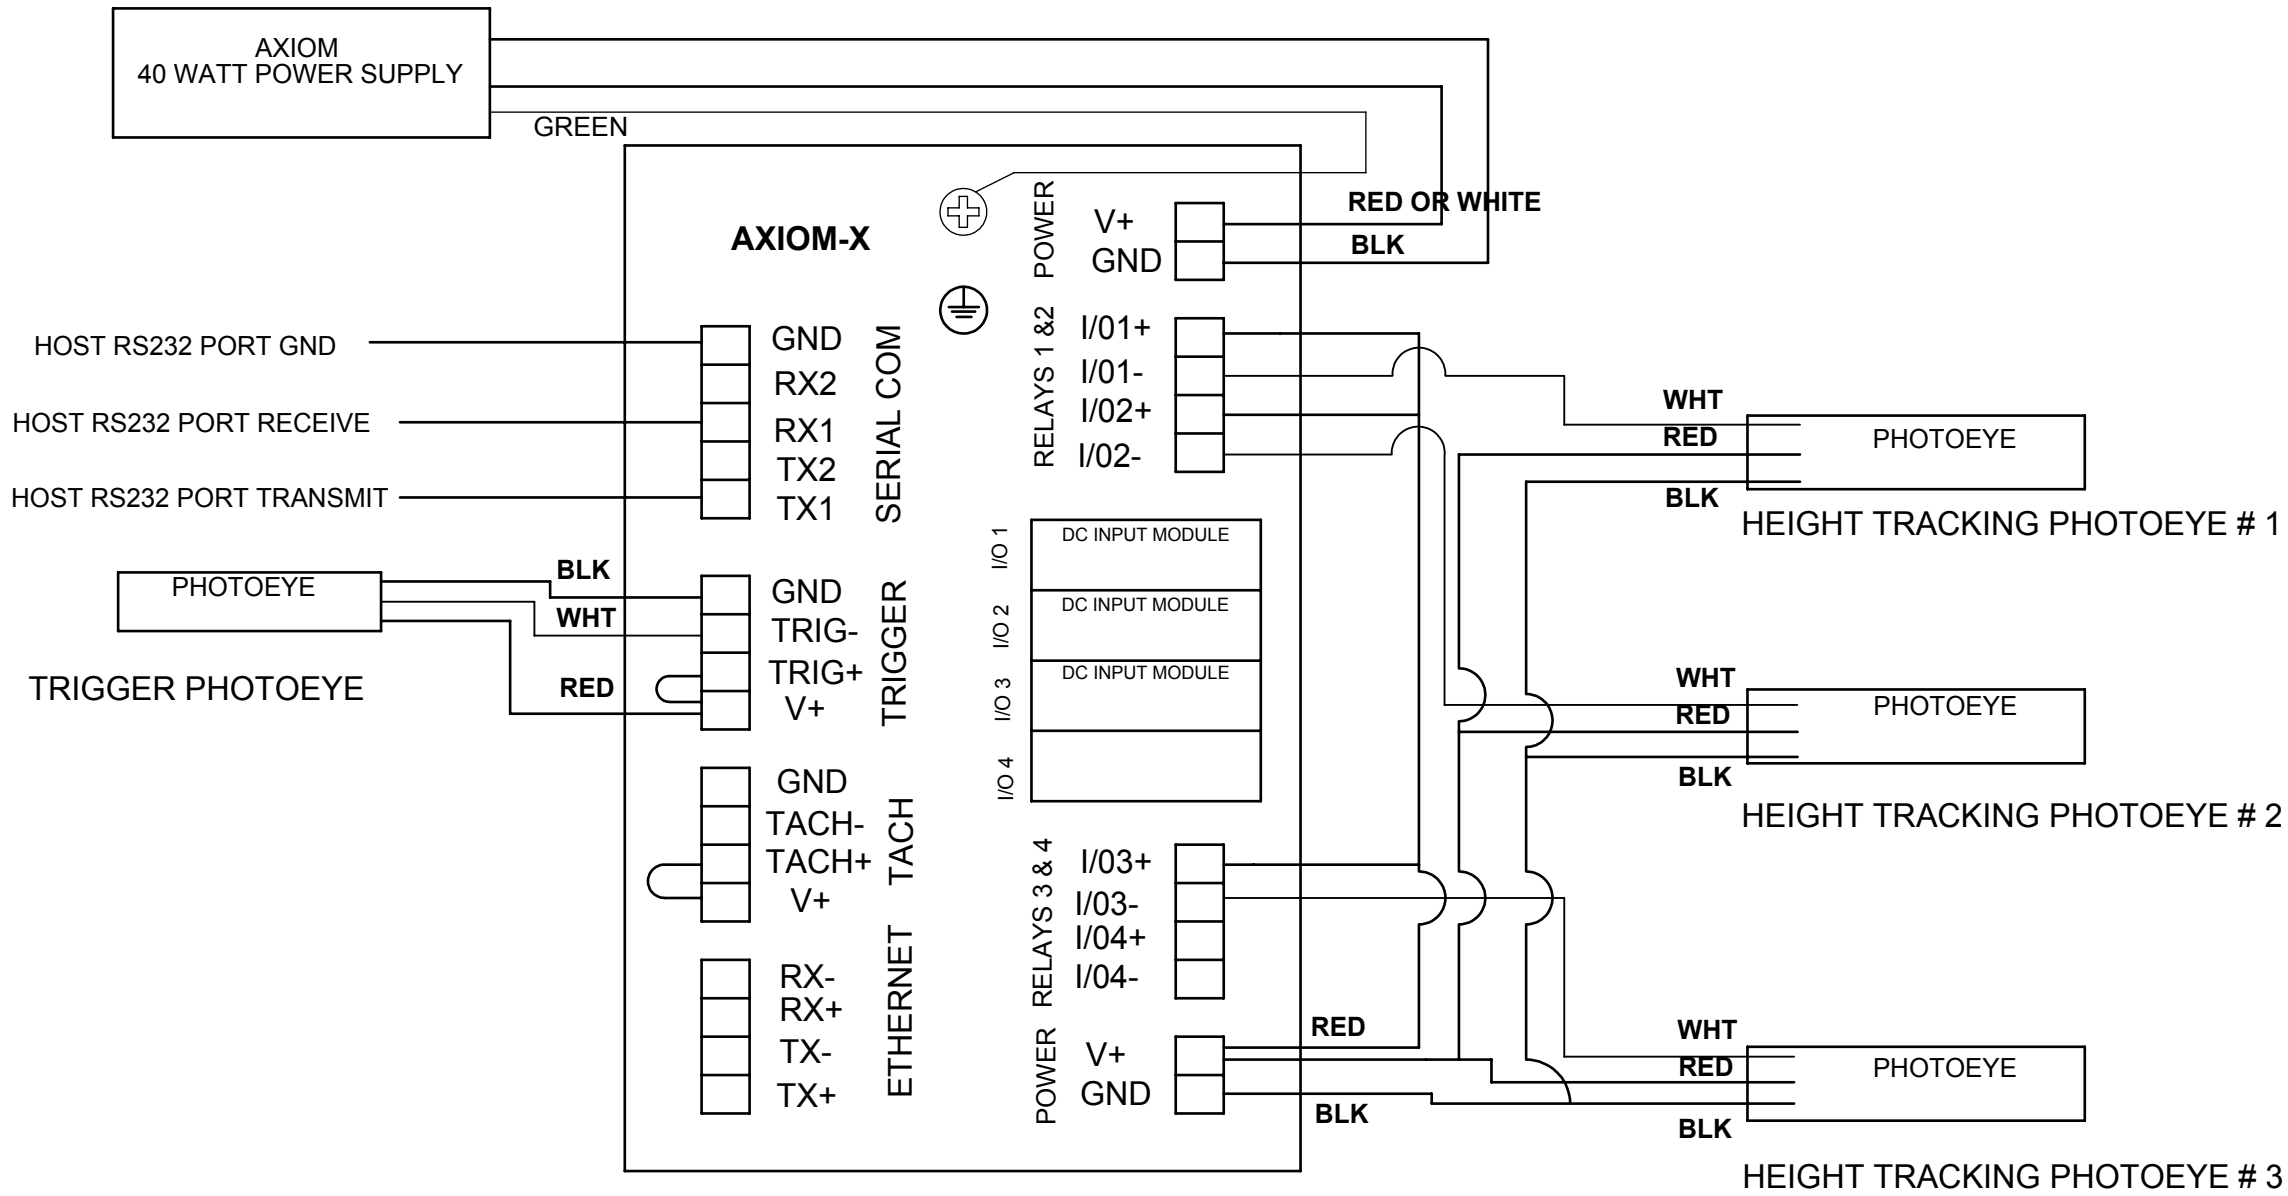 AXIOM
40 WATT POWER SUPPLY
GREEN
AXIOM-X
POWER
V+
GND
RED OR WHITE
BLK
HOST RS232 PORT GND
HOST RS232 PORT RECEIVE
HOST RS232 PORT TRANSMIT
GND
RX2
RX1
TX2
TX1
SERIAL COM
RELAYS 1 &2
I/01+
I/01-
I/02+
I/02-
WHT
RED
BLK
PHOTOEYE
HEIGHT TRACKING PHOTOEYE # 1
PHOTOEYE
TRIGGER PHOTOEYE
BLK
WHT
RED
GND
TRIG-
TRIG+
V+
TRIGGER
I/O 1
DC INPUT MODULE
I/O 2
DC INPUT MODULE
I/O 3
DC INPUT MODULE
I/O 4
WHT
RED
BLK
PHOTOEYE
HEIGHT TRACKING PHOTOEYE # 2
GND
TACH-
TACH+
V+
TACH
RELAYS 3 & 4
I/03+
I/03-
I/04+
I/04-
RX-
RX+
TX-
TX+
ETHERNET
POWER
V+
GND
RED
BLK
WHT
RED
BLK
PHOTOEYE
HEIGHT TRACKING PHOTOEYE # 3